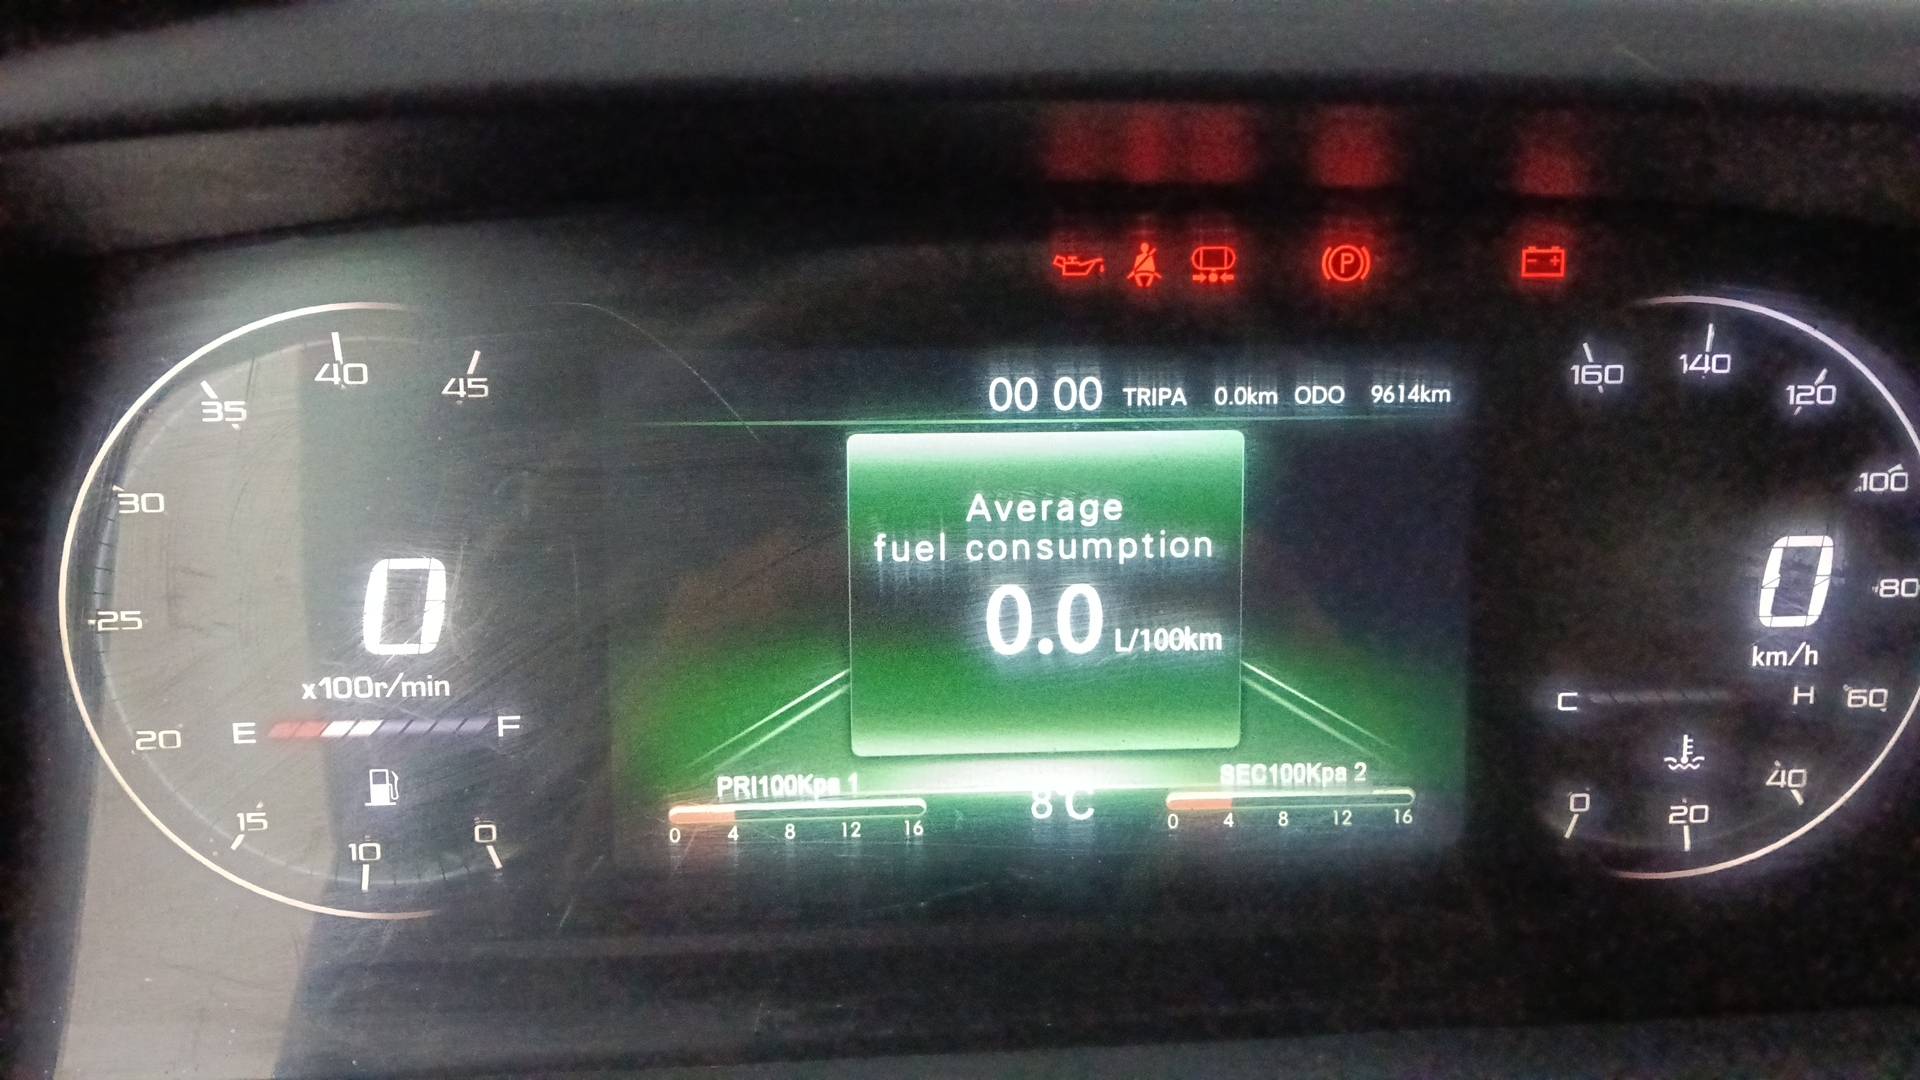 00 00 TRIPA 0.0km ODO 9614km
Average
fuel consumption
0.0 L/100km
PRI100Kpa 1
0 4 8 12 16
8°C
SEC100Kpa 2
0 4 8 12 16
45
40
35
30
25
20
15
10
0
0
x100r/min
E F
160
140
120
100
80
60
40
20
0
0
km/h
C H
P